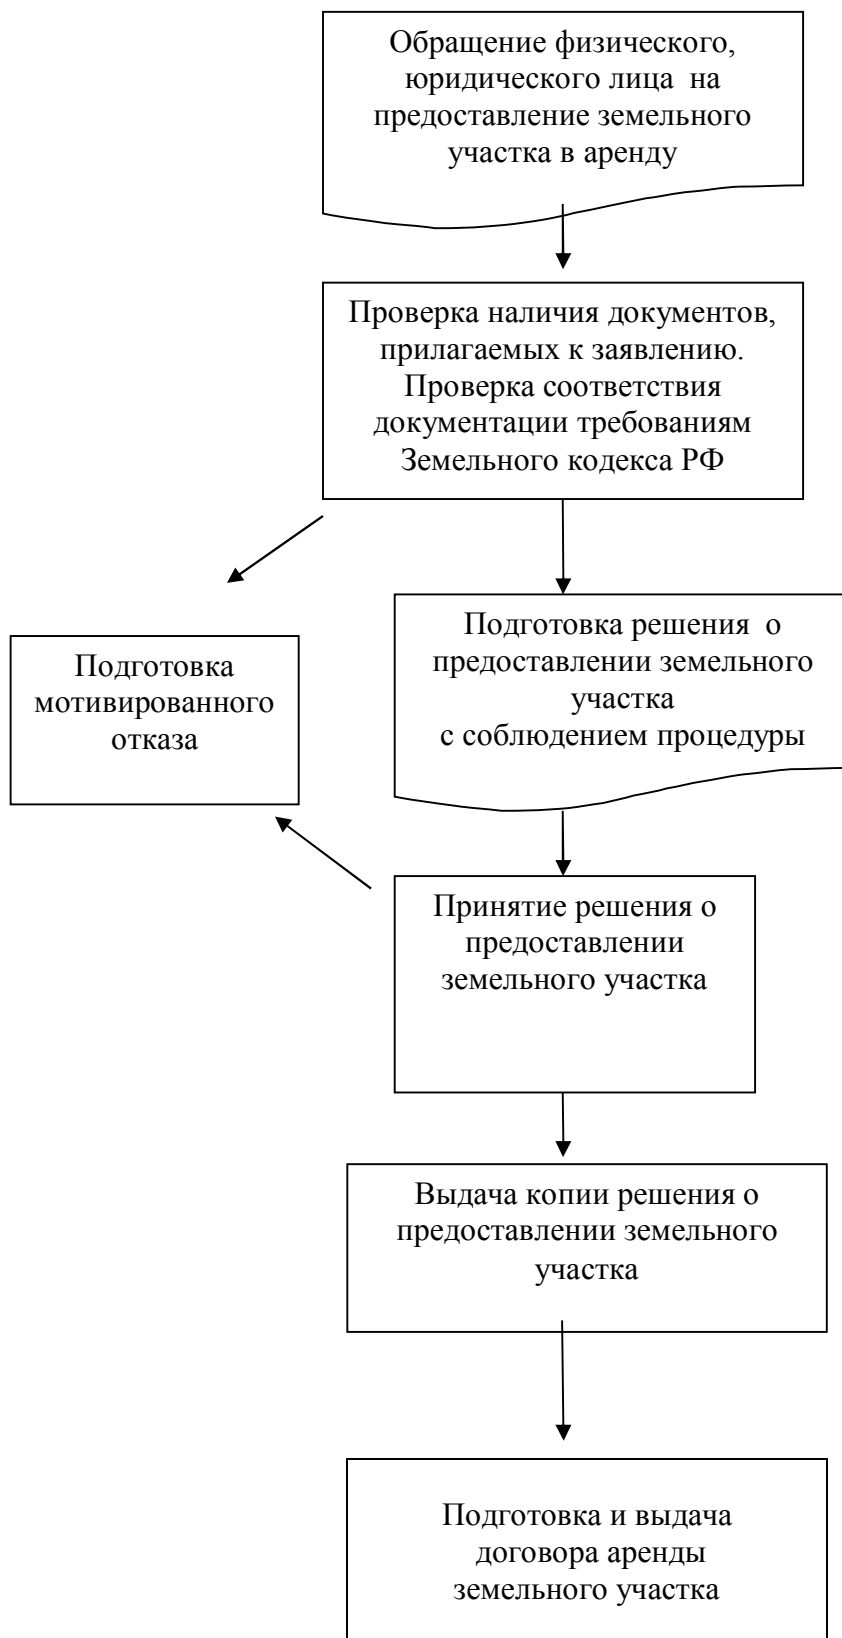 Обращение физического,
юридического лица на
предоставление земельного
участка в аренду
Проверка наличия документов,
прилагаемых к заявлению.
Проверка соответствия
документации требованиям
Земельного кодекса РФ
Подготовка
мотивированного
отказа
Подготовка решения о
предоставлении земельного
участка
с соблюдением процедуры
Принятие решения о
предоставлении
земельного участка
Выдача копии решения о
предоставлении земельного
участка
Подготовка и выдача
договора аренды
земельного участка